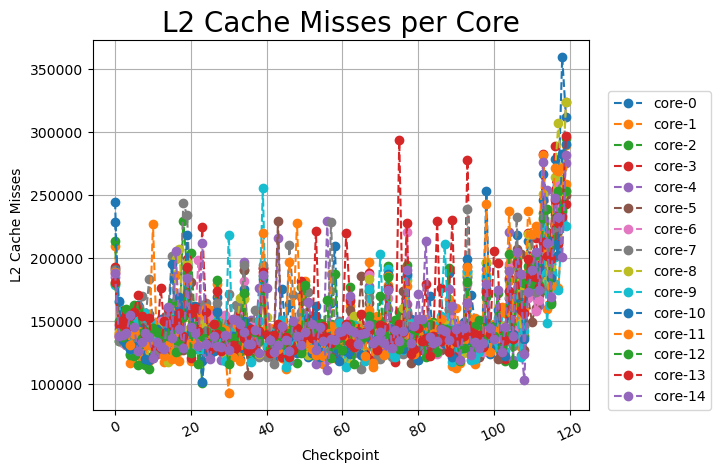 L2 Cache Misses per Core
350000
300000
250000
200000
150000
100000
L2 Cache Misses
0
20
40
60
80
100
120
Checkpoint
core-0
core-1
core-2
core-3
core-4
core-5
core-6
core-7
core-8
core-9
core-10
core-11
core-12
core-13
core-14